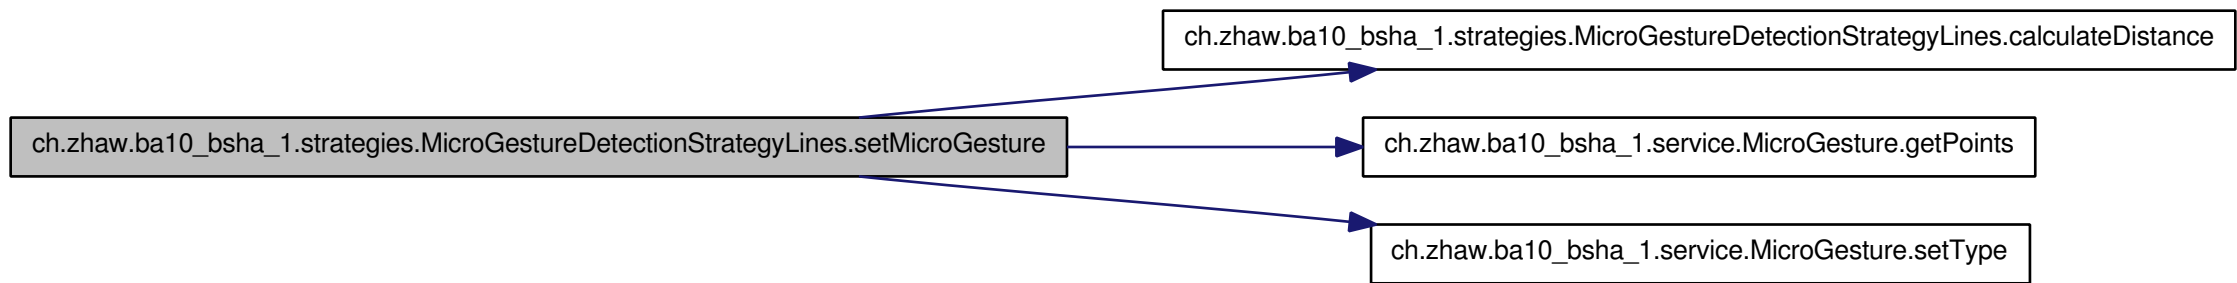 ch.zhaw.ba10_bsha_1.strategies.MicroGestureDetectionStrategyLines.calculateDistance
ch.zhaw.ba10_bsha_1.strategies.MicroGestureDetectionStrategyLines.setMicroGesture
ch.zhaw.ba10_bsha_1.service.MicroGesture.getPoints
ch.zhaw.ba10_bsha_1.service.MicroGesture.setType